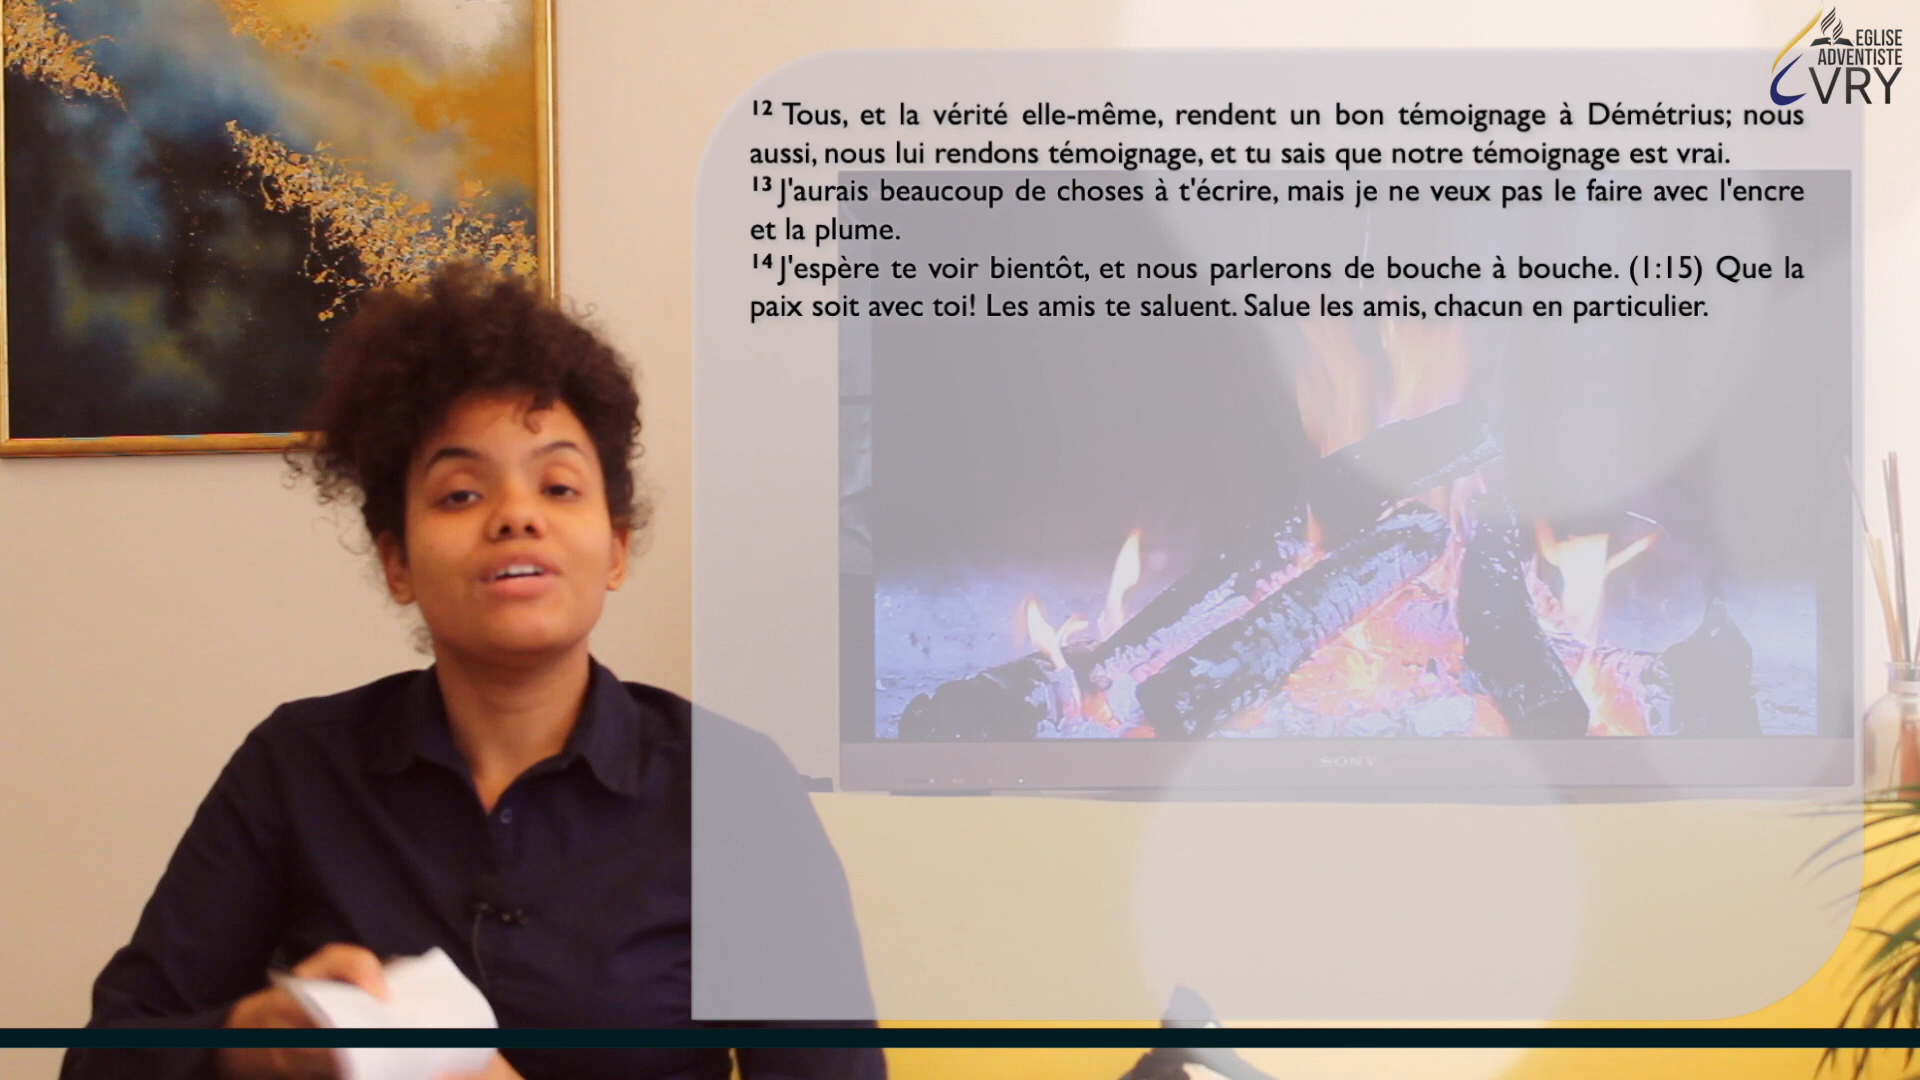 EGLISE
ADVENTISTE
VRY
12 Tous, et la vérité elle-même, rendent un bon témoignage à Démétrius; nous
aussi, nous lui rendons témoignage, et tu sais que notre témoignage est vrai.
13 J'aurais beaucoup de choses à t'écrire, mais je ne veux pas le faire avec l'encre
et la plume.
14 J'espère te voir bientôt, et nous parlerons de bouche à bouche. (1:15) Que la
paix soit avec toi! Les amis te saluent. Salue les amis, chacun en particulier.
SONY